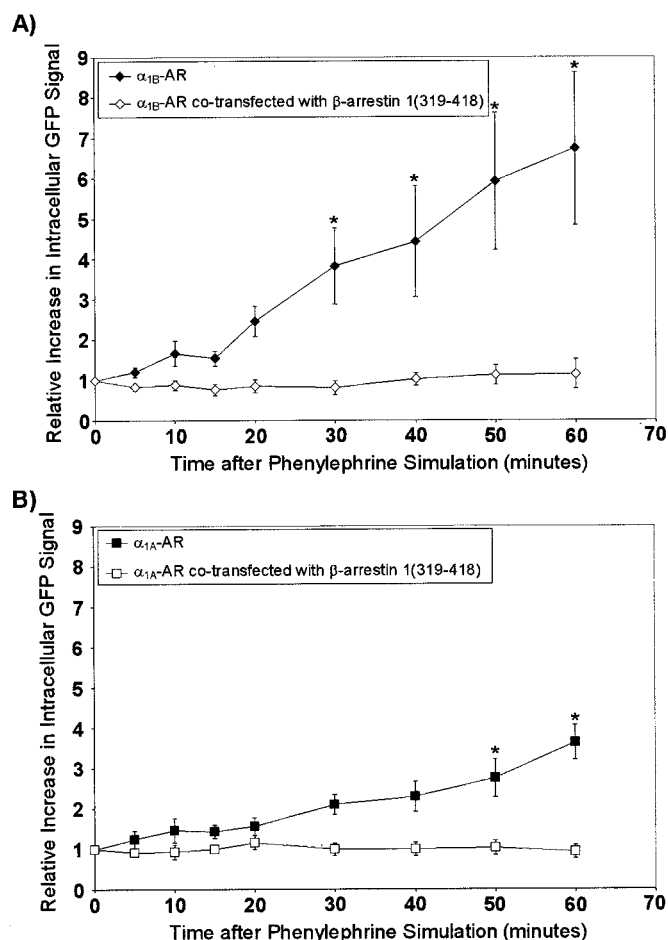 A)
Relative Increase in Intracellular GFP Signal
9
8
7
6
5
4
3
2
1
0
α1B-AR
α1B-AR co-transfected with β-arrestin 1(319-418)
* * * *
0 10 20 30 40 50 60 70
Time after Phenylephrine Simulation (minutes)
B)
Relative Increase in Intracellular GFP Signal
9
8
7
6
5
4
3
2
1
0
α1A-AR
α1A-AR co-transfected with β-arrestin 1(319-418)
* *
0 10 20 30 40 50 60 70
Time after Phenylephrine Simulation (minutes)